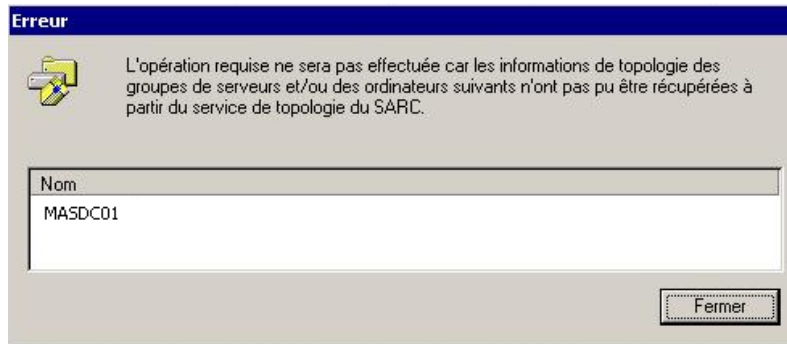 Erreur
L'opération requise ne sera pas effectuée car les informations de topologie des
groupes de serveurs et/ou des ordinateurs suivants n'ont pas pu être récupérées à
partir du service de topologie du SARC.
Nom
MASDC01
Fermer